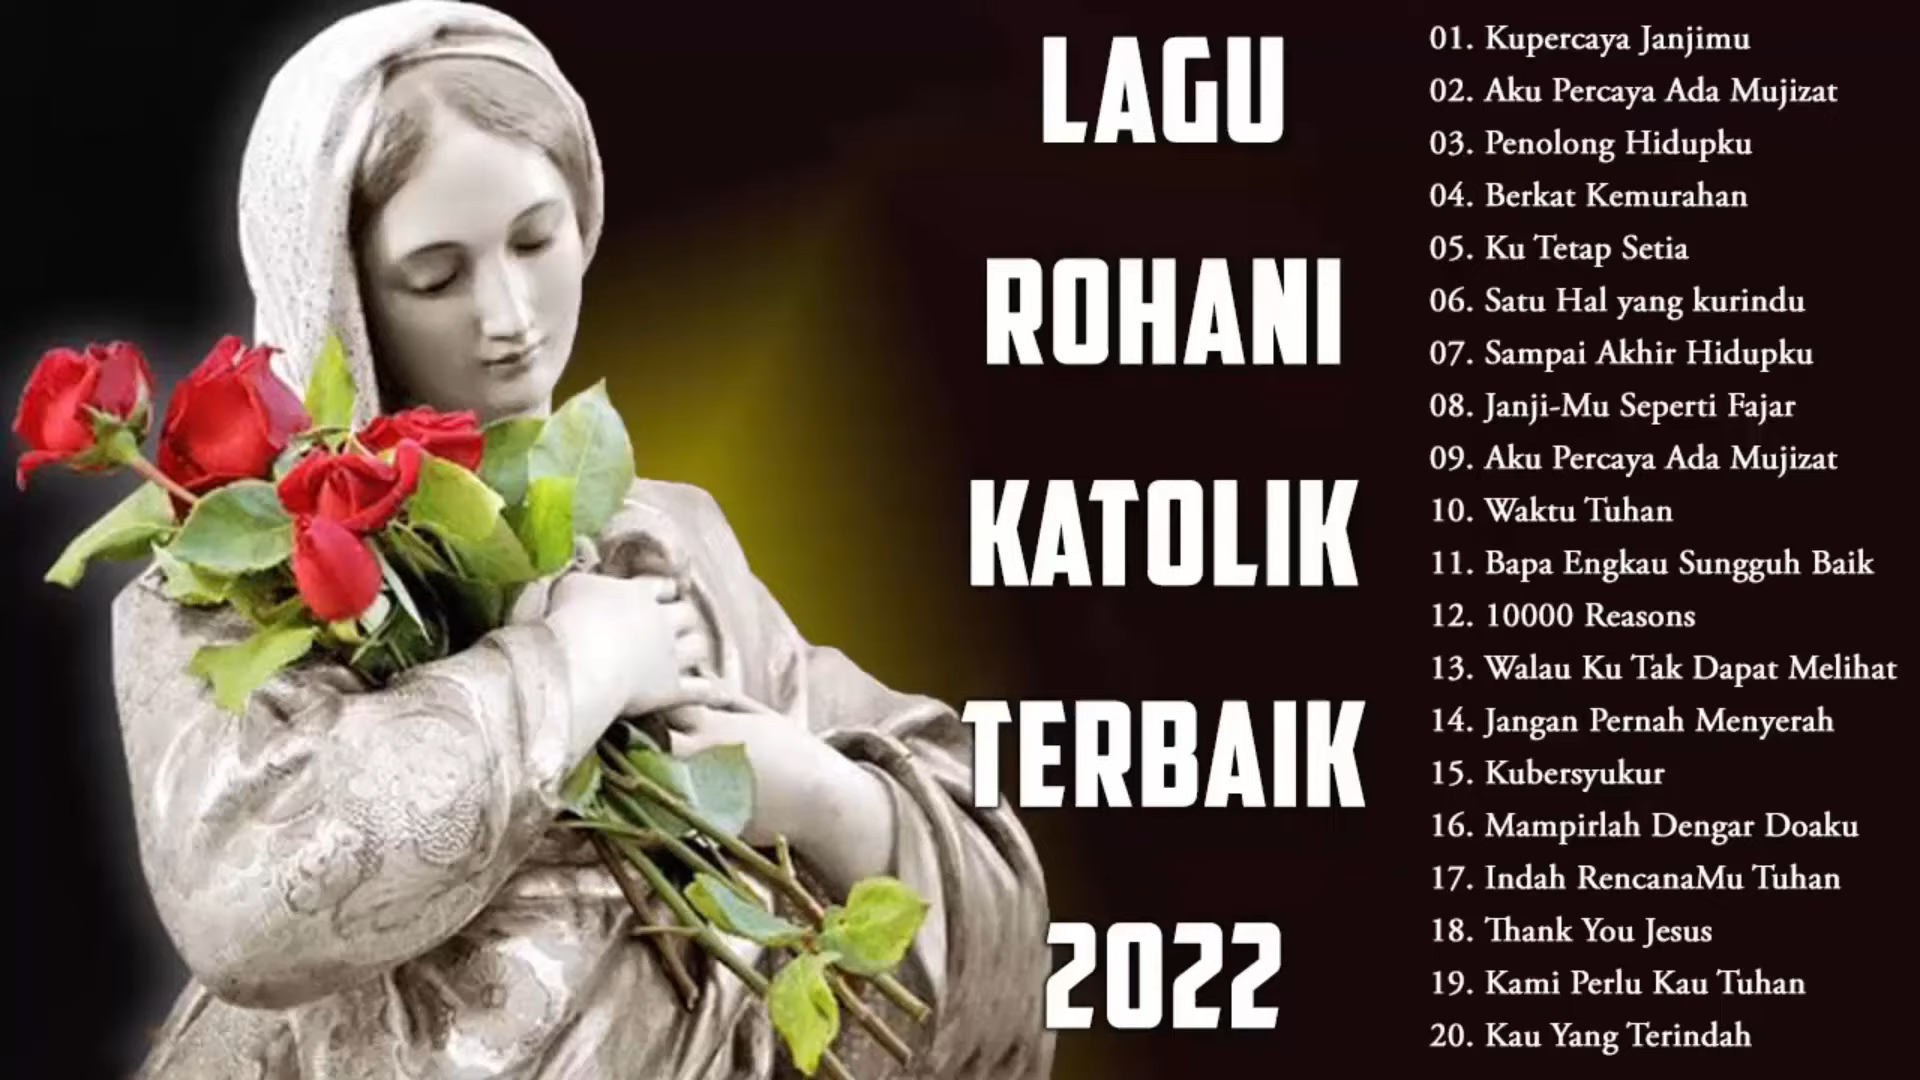 LAGU
ROHANI
KATOLIK
TERBAIK
2022
01. Kupercaya Janjimu
02. Aku Percaya Ada Mujizat
03. Penolong Hidupku
04. Berkat Kemurahan
05. Ku Tetap Setia
06. Satu Hal yang kurindu
07. Sampai Akhir Hidupku
08. Janji-Mu Seperti Fajar
09. Aku Percaya Ada Mujizat
10. Waktu Tuhan
11. Bapa Engkau Sungguh Baik
12. 10000 Reasons
13. Walau Ku Tak Dapat Melihat
14. Jangan Pernah Menyerah
15. Kubersyukur
16. Mampirlah Dengar Doaku
17. Indah RencanaMu Tuhan
18. Thank You Jesus
19. Kami Perlu Kau Tuhan
20. Kau Yang Terindah